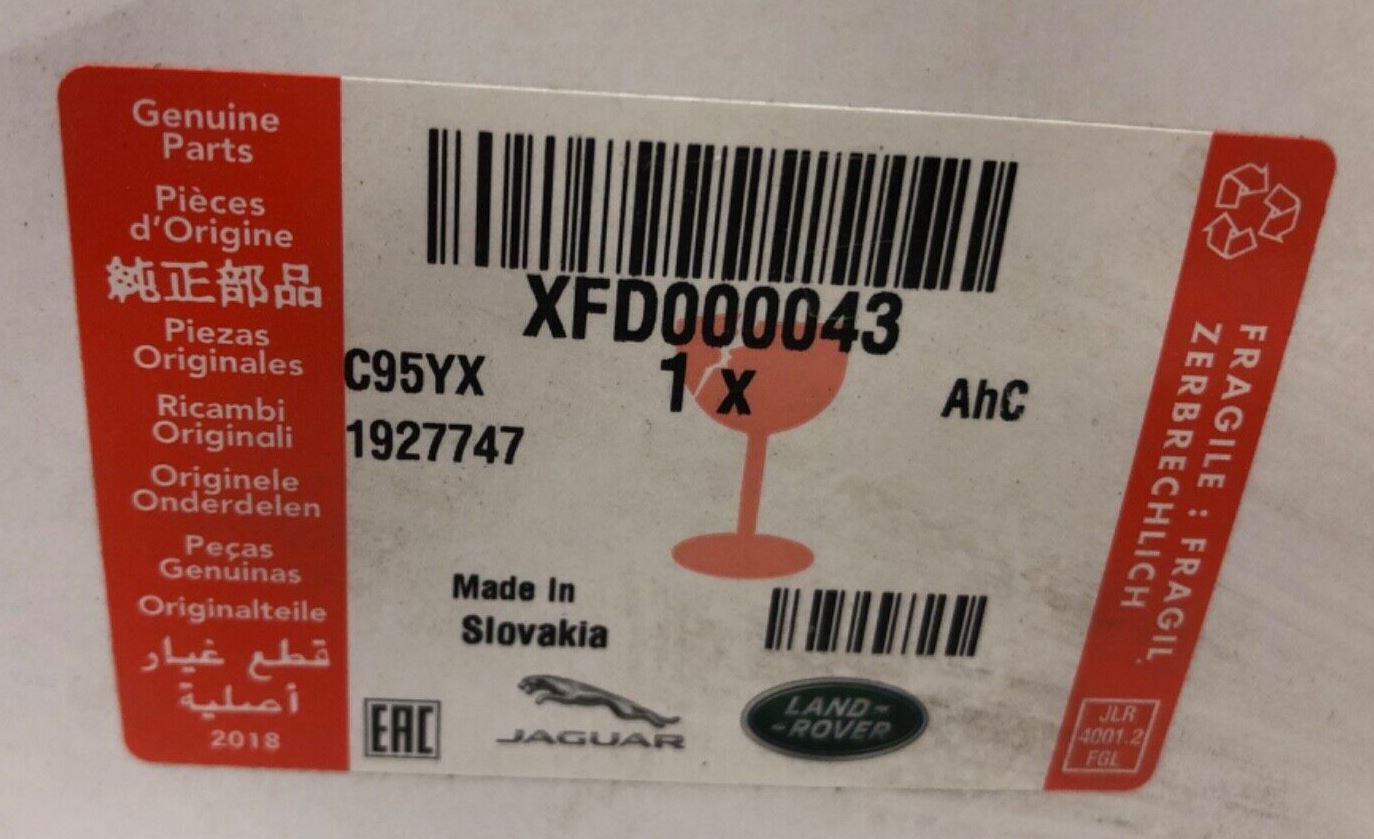 Genuine
Parts
Pièces
d'Origine
純正部品
Piezas
Originales
Ricambi
Originali
Originele
Onderdelen
Peças
Genuinas
Originalteile
قطع غيار
أصلية
2018
XFD000043
C95YX
1 x
AhC
1927747
Made In
Slovakia
EAC
JAGUAR
LAND-
-ROVER
FRAGILE : FRAGIL
ZERBRECHLICH
JLR
4001.2
FGL